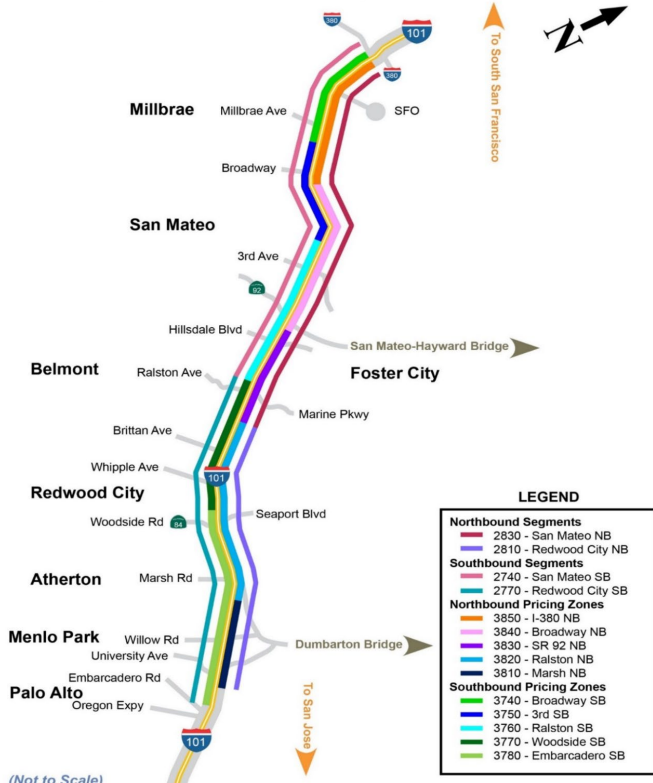 380
101
To South San Francisco
N
380
Millbrae
Millbrae Ave
SFO
Broadway
San Mateo
3rd Ave
92
Hillsdale Blvd
San Mateo-Hayward Bridge
Belmont
Ralston Ave
Foster City
Marine Pkwy
Brittan Ave
Whipple Ave
101
Redwood City
Seaport Blvd
Woodside Rd
84
Atherton
Marsh Rd
Menlo Park
Willow Rd
Dumbarton Bridge
University Ave
Embarcadero Rd
Palo Alto
Oregon Expy
To San Jose
101
(Not to Scale)
LEGEND
Northbound Segments
2830 - San Mateo NB
2810 - Redwood City NB
Southbound Segments
2740 - San Mateo SB
2770 - Redwood City SB
Northbound Pricing Zones
3850 - I-380 NB
3840 - Broadway NB
3830 - SR 92 NB
3820 - Ralston NB
3810 - Marsh NB
Southbound Pricing Zones
3740 - Broadway SB
3750 - 3rd SB
3760 - Ralston SB
3770 - Woodside SB
3780 - Embarcadero SB